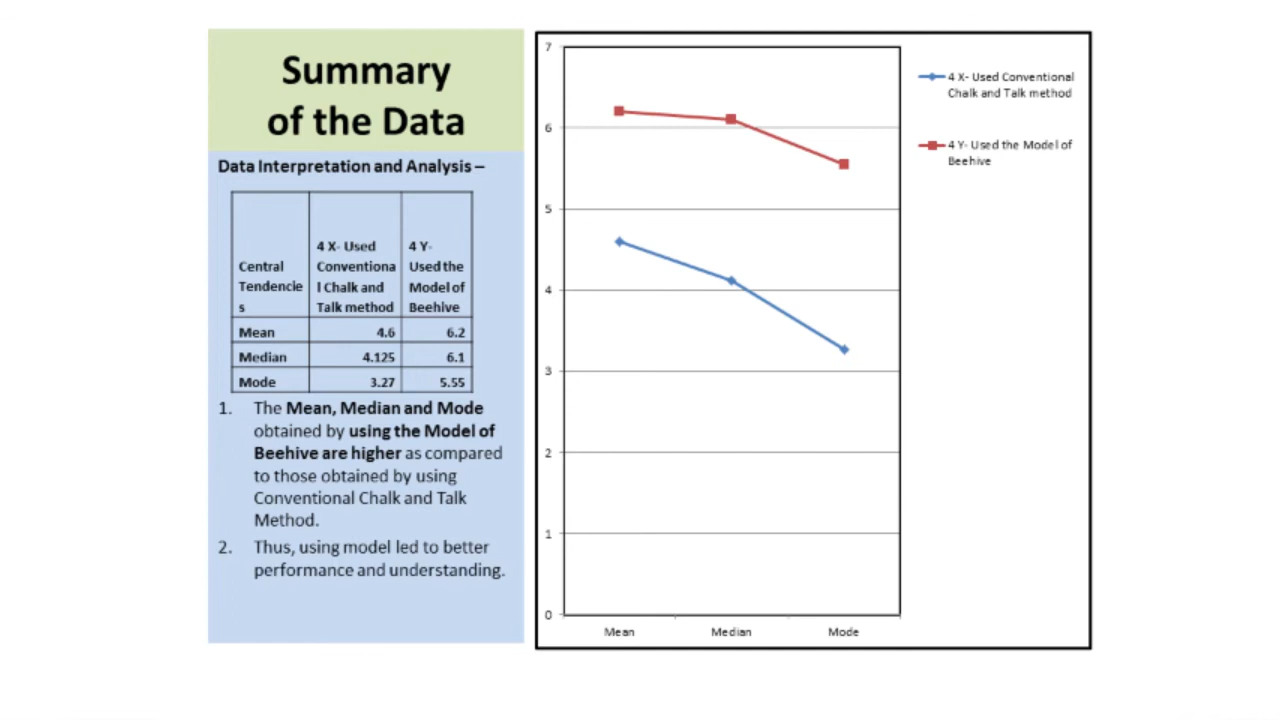 Summary
of the Data
Data Interpretation and Analysis –
Central
Tendencie
s
4 X- Used
Conventiona
l Chalk and
Talk method
4 Y-
Used the
Model of
Beehive
Mean 4.6 6.2
Median 4.125 6.1
Mode 3.27 5.55
1. The Mean, Median and Mode
obtained by using the Model of
Beehive are higher as compared
to those obtained by using
Conventional Chalk and Talk
Method.
2. Thus, using model led to better
performance and understanding.
7
6
5
4
3
2
1
0
Mean Median Mode
4 X- Used Conventional
Chalk and Talk method
4 Y- Used the Model of
Beehive